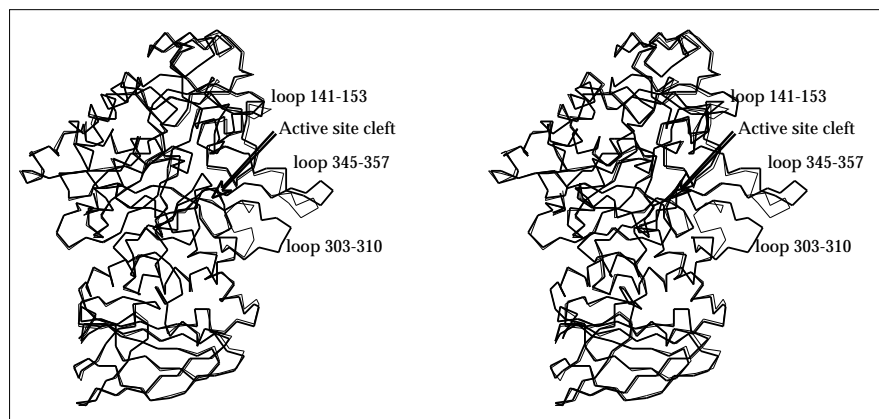 loop 141-153
Active site cleft
loop 345-357
loop 303-310
loop 141-153
Active site cleft
loop 345-357
loop 303-310